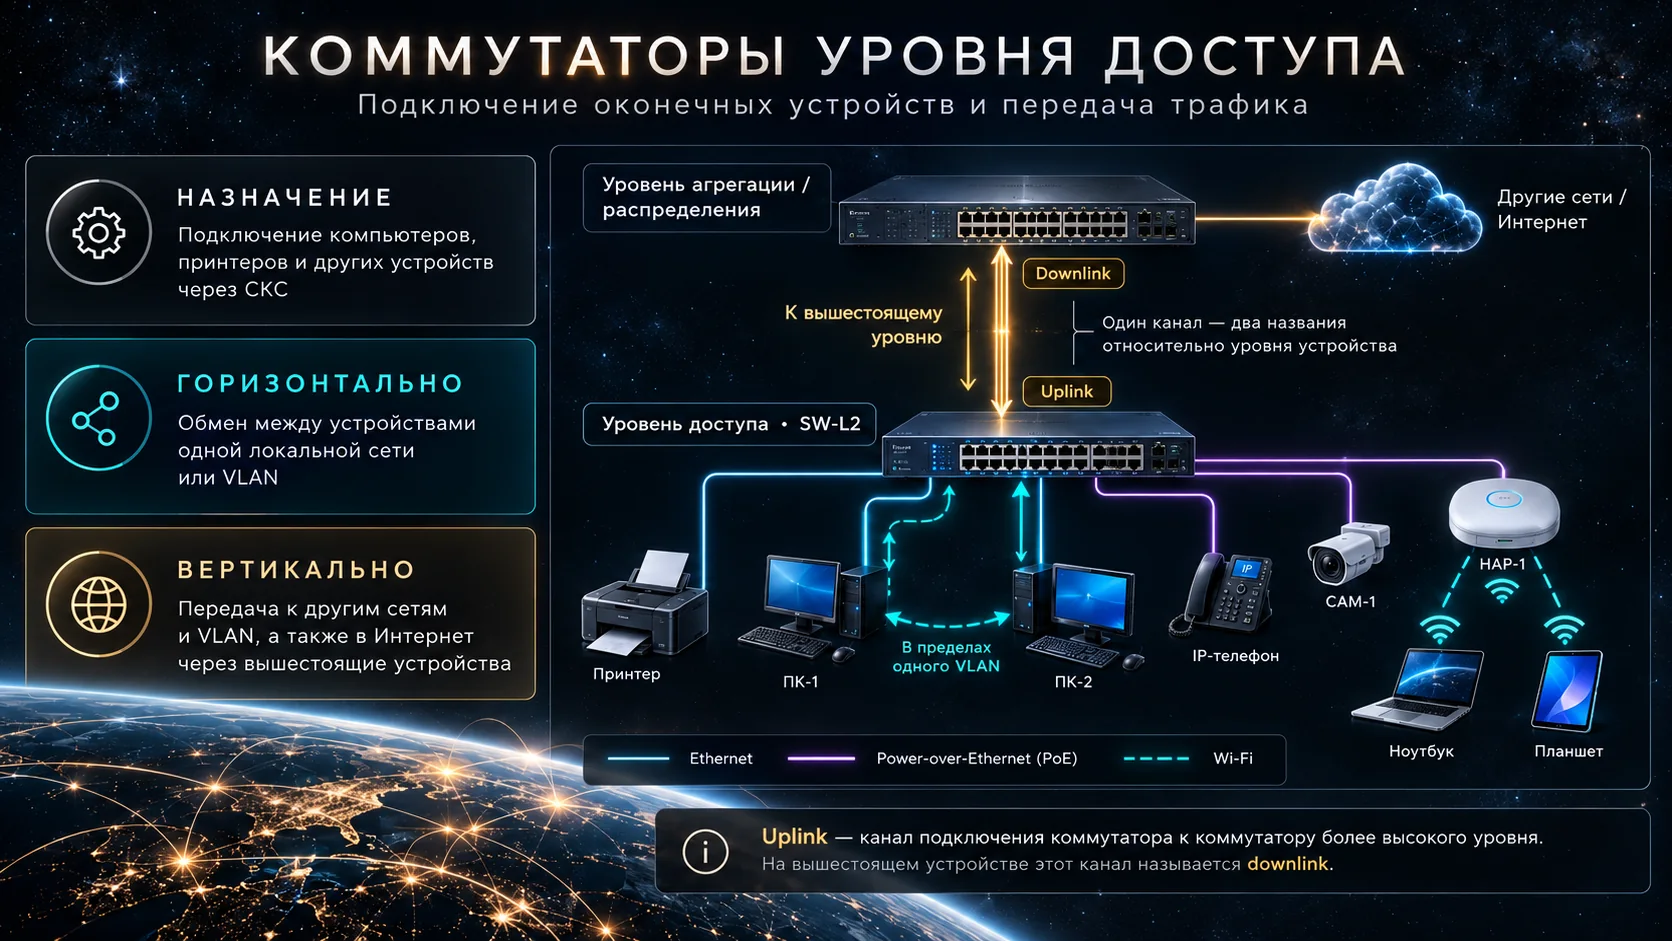 КОММУТАТОРЫ УРОВНЯ ДОСТУПА
Подключение оконечных устройств и передача трафика
НАЗНАЧЕНИЕ
Подключение компьютеров,
принтеров и других устройств
через СКС
ГОРИЗОНТАЛЬНО
Обмен между устройствами
одной локальной сети
или VLAN
ВЕРТИКАЛЬНО
Передача к другим сетям
и VLAN, а также в Интернет
через вышестоящие устройства
Уровень агрегации /
распределения
Другие сети /
Интернет
Downlink
К вышестоящему
уровню
Один канал — два названия
относительно уровня устройства
Uplink
Уровень доступа • SW-L2
Принтер
ПК-1
В пределах
одного VLAN
ПК-2
IP
IP-телефон
CAM-1
HAP-1
Ноутбук
Планшет
Ethernet
Power-over-Ethernet (PoE)
Wi-Fi
Uplink — канал подключения коммутатора к коммутатору более высокого уровня.
На вышестоящем устройстве этот канал называется downlink.